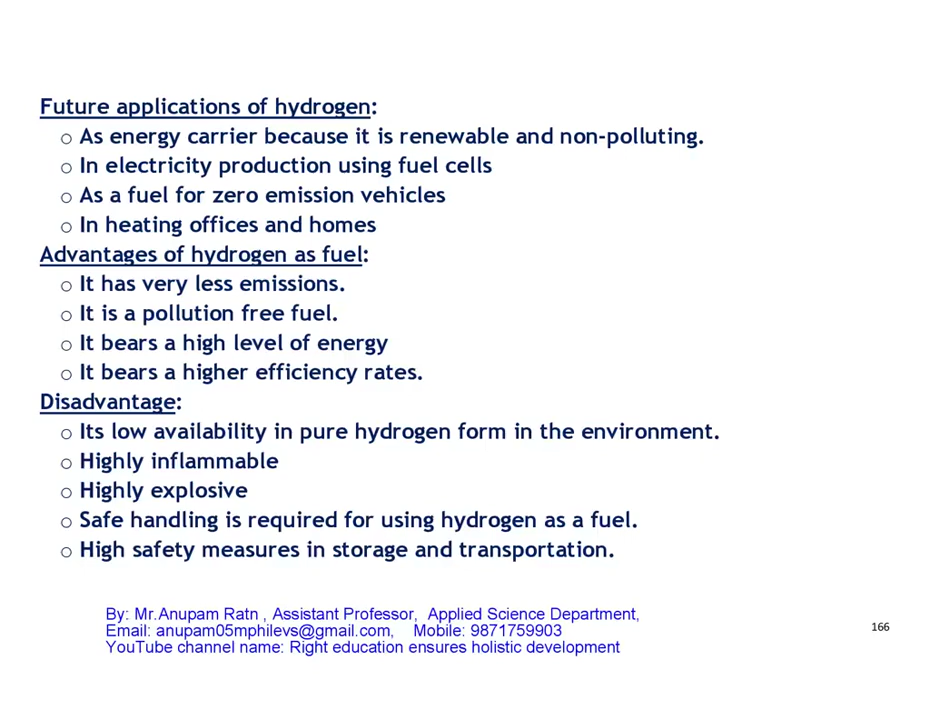 Future applications of hydrogen:
o As energy carrier because it is renewable and non-polluting.
o In electricity production using fuel cells
o As a fuel for zero emission vehicles
o In heating offices and homes
Advantages of hydrogen as fuel:
o It has very less emissions.
o It is a pollution free fuel.
o It bears a high level of energy
o It bears a higher efficiency rates.
Disadvantage:
o Its low availability in pure hydrogen form in the environment.
o Highly inflammable
o Highly explosive
o Safe handling is required for using hydrogen as a fuel.
o High safety measures in storage and transportation.
By: Mr.Anupam Ratn , Assistant Professor, Applied Science Department,
Email: anupam05mphilevs@gmail.com, Mobile: 9871759903
YouTube channel name: Right education ensures holistic development
166